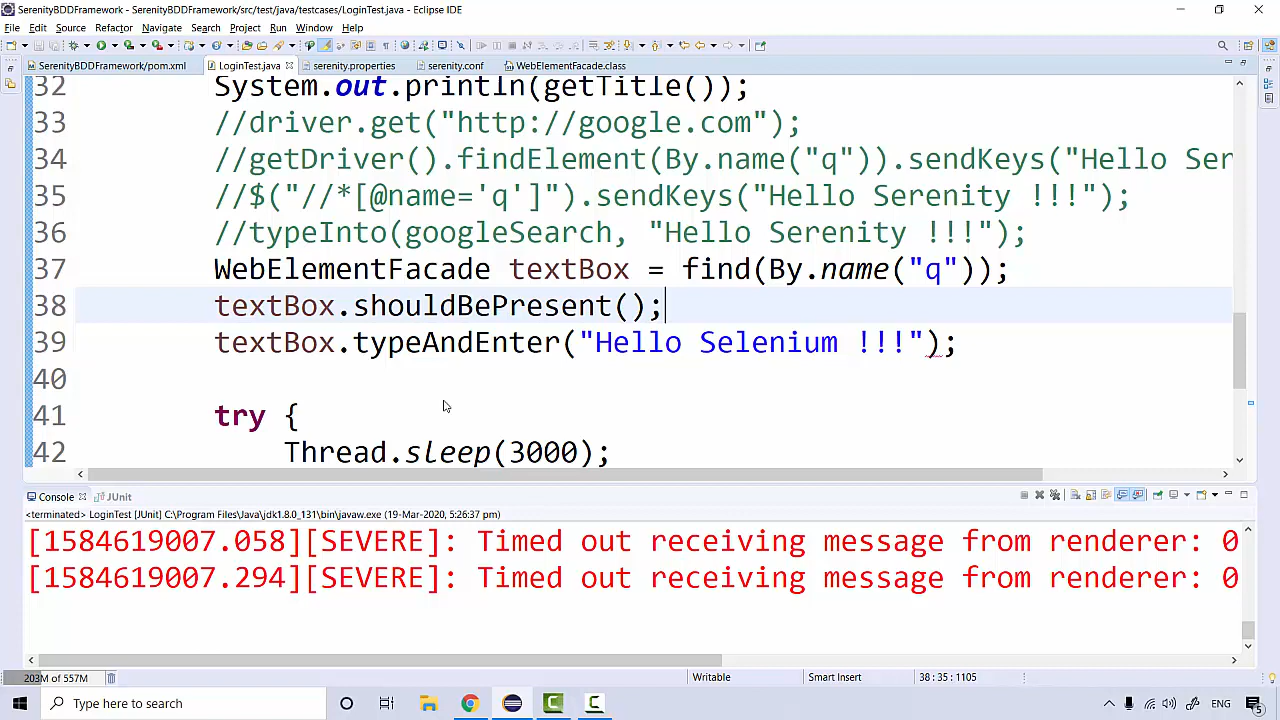 SerenityBDDFramework - SerenityBDDFramework/src/test/java/testcases/LoginTest.java - Eclipse IDE
File Edit Source Refactor Navigate Search Project Run Window Help
SerenityBDDFramework/pom.xml LoginTest.java serenity.properties serenity.conf WebElementFacade.class
32 System.out.println(getTitle());
33 //driver.get("http://google.com");
34 //getDriver().findElement(By.name("q")).sendKeys("Hello Ser
35 //$("//*[@name='q']").sendKeys("Hello Serenity !!!");
36 //typeInto(googleSearch, "Hello Serenity !!!");
37 WebElementFacade textBox = find(By.name("q"));
38 textBox.shouldBePresent();
39 textBox.typeAndEnter("Hello Selenium !!!");
40
41 try {
42 Thread.sleep(3000);
Console JUnit
<terminated> LoginTest [JUnit] C:\Program Files\Java\jdk1.8.0_131\bin\javaw.exe (19-Mar-2020, 5:26:37 pm)
[1584619007.058][SEVERE]: Timed out receiving message from renderer: 0
[1584619007.294][SEVERE]: Timed out receiving message from renderer: 0
203M of 557M Writable Smart Insert 38 : 35 : 1105
Type here to search ENG 5